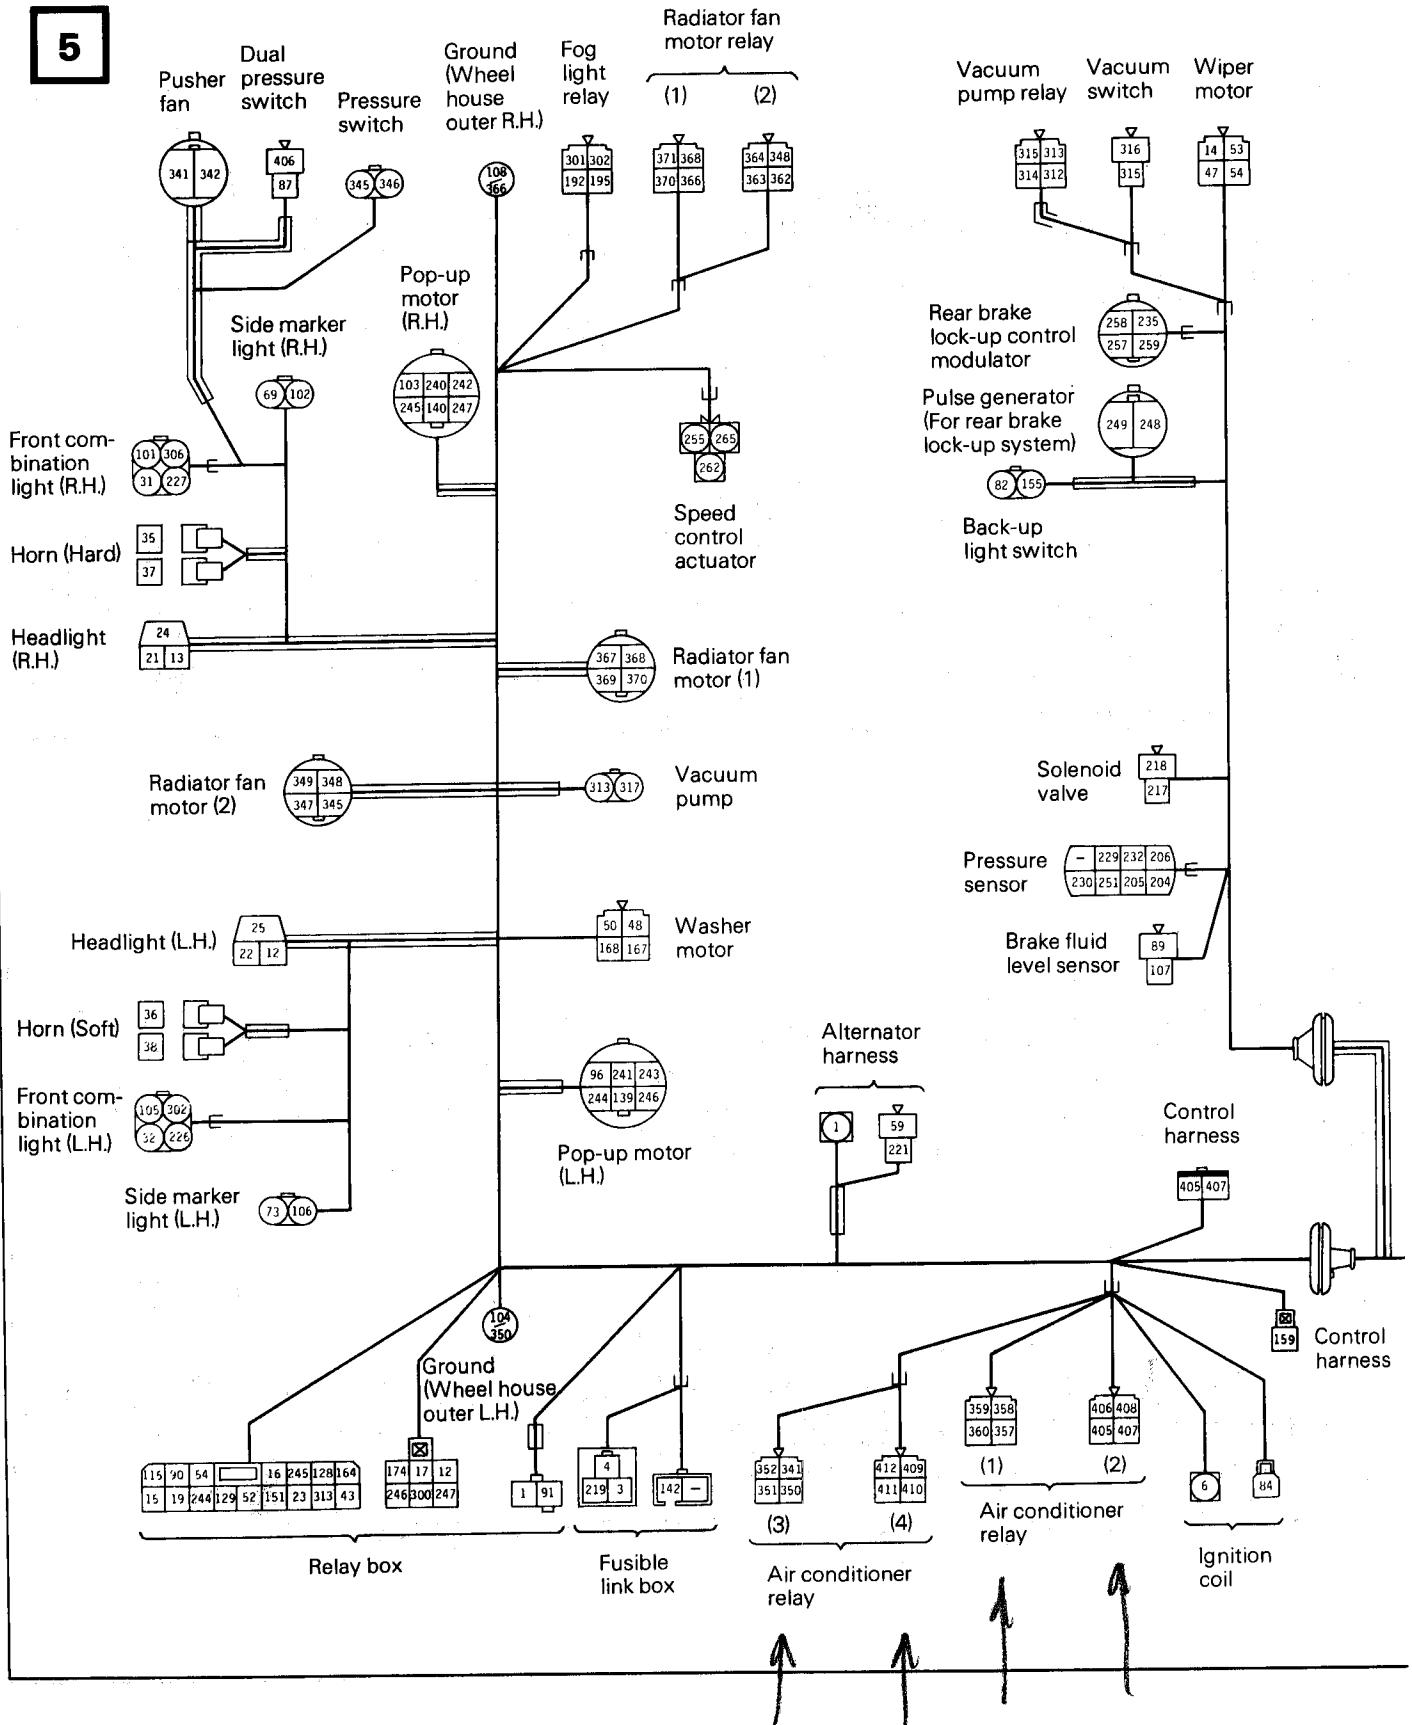 5
Pusher
fan
Dual
pressure
switch
Pressure
switch
Ground
(Wheel
house
outer R.H.)
Fog
light
relay
Radiator fan
motor relay
(1) (2)
Vacuum
pump relay
Vacuum
switch
Wiper
motor
341 342
406
87
345 346
108
366
301 302
192 195
371 368
370 366
364 348
363 362
315 313
314 312
316
315
14 53
47 54
Pop-up
motor
(R.H.)
103 240 242
245 140 247
Side marker
light (R.H.)
69 102
Rear brake
lock-up control
modulator
258 235
257 259
Pulse generator
(For rear brake
lock-up system)
249 248
Front com-
bination
light (R.H.)
101 306
31 227
255 265
262
Speed
control
actuator
82 155
Back-up
light switch
Horn (Hard)
35
37
Headlight
(R.H.)
24
21 13
367 368
369 370
Radiator fan
motor (1)
Radiator fan
motor (2)
349 348
347 345
313 317
Vacuum
pump
Solenoid
valve
218
217
Pressure
sensor
– 229 232 206
230 251 205 204
Headlight (L.H.)
25
22 12
50 48
168 167
Washer
motor
Brake fluid
level sensor
89
107
Horn (Soft)
36
38
Alternator
harness
1
59
221
Front com-
bination
light (L.H.)
105 302
32 226
96 241 243
244 139 246
Pop-up motor
(L.H.)
Control
harness
405 407
Side marker
light (L.H.)
73 106
104
350
Ground
(Wheel house
outer L.H.)
159
Control
harness
115 90 54 16 245 128 164
15 19 244 129 52 151 23 313 43
174 17 12
246 300 247
1 91
4
219 3
142 –
352 341
351 350
412 409
411 410
359 358
360 357
406 408
405 407
6
84
(3) (4)
(1) (2)
Relay box
Fusible
link box
Air conditioner
relay
Air conditioner
relay
Ignition
coil